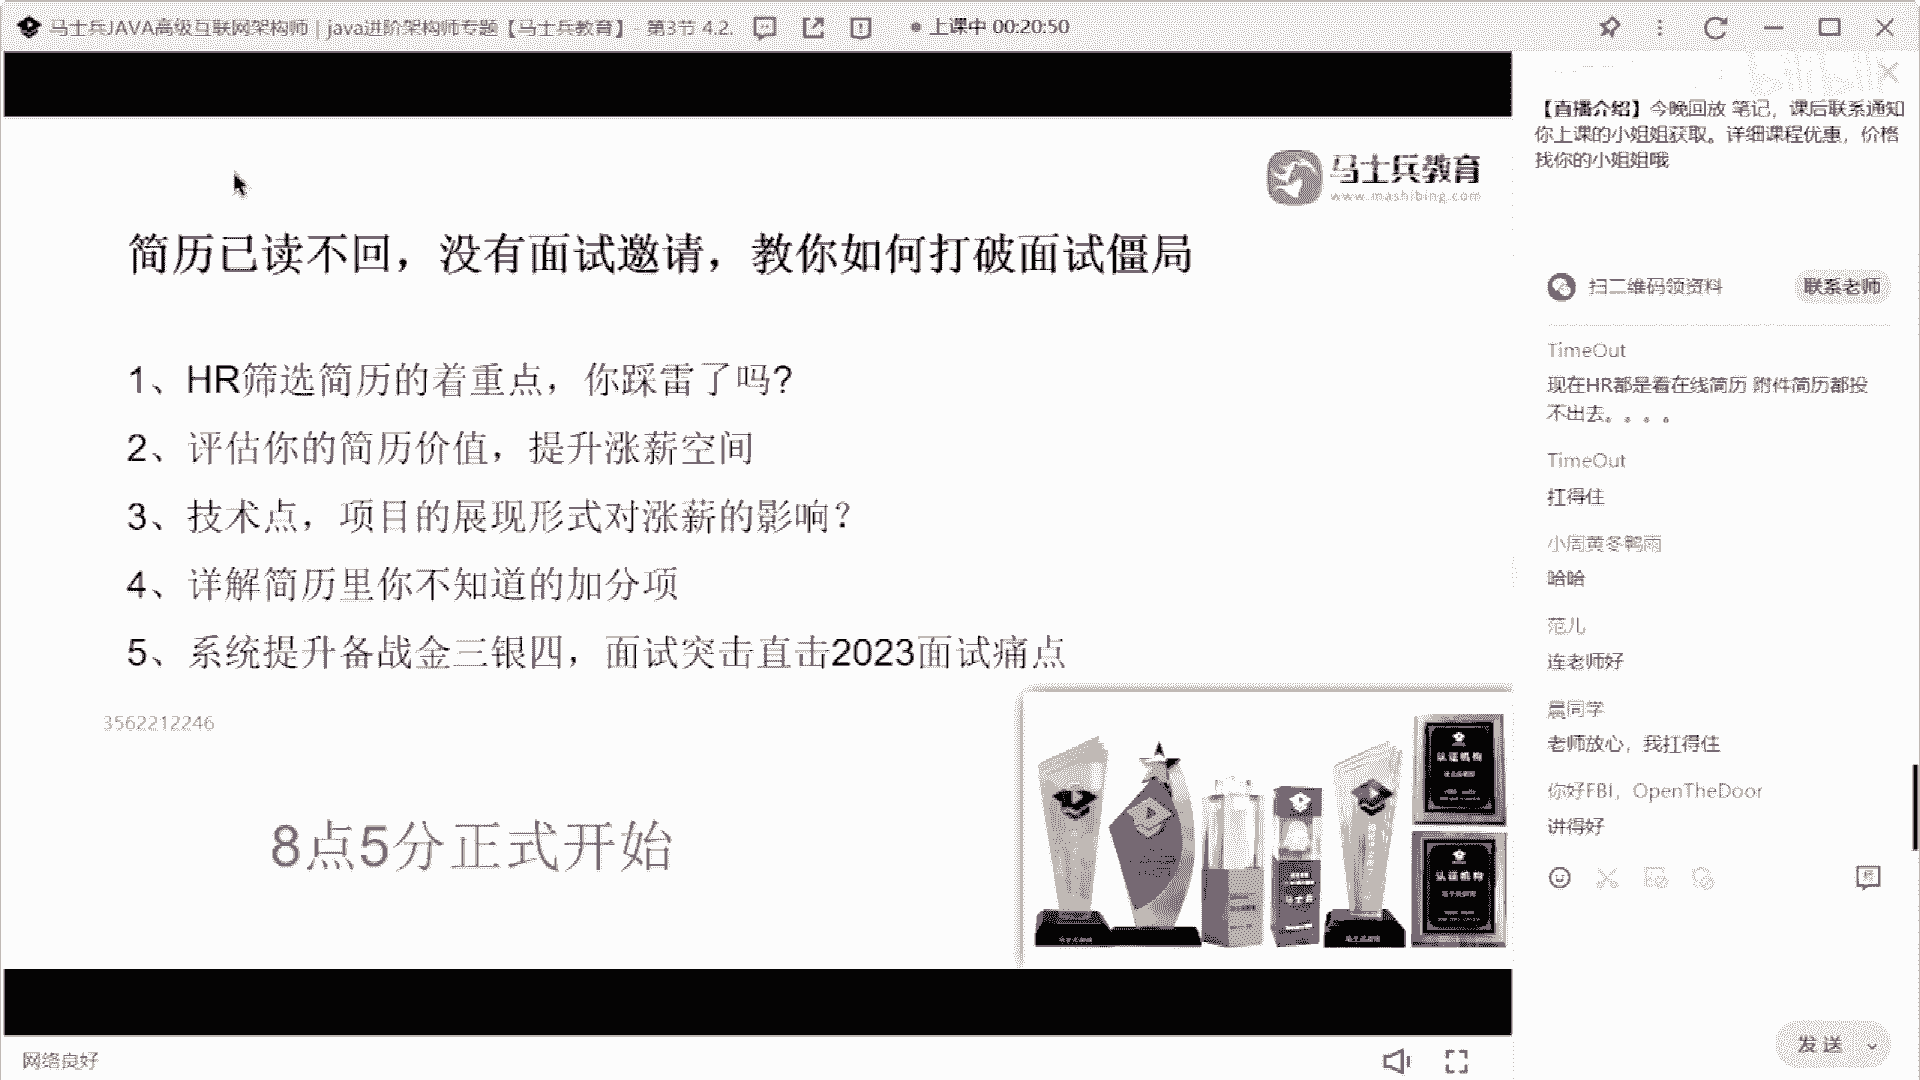 马士兵JAVA高级互联网架构师 | java进阶架构师专题【马士兵教育】 - 第3节 4.2.
上课中 00:20:50
马士兵教育
www.mashibing.com
简历已读不回，没有面试邀请，教你如何打破面试僵局
1、HR筛选简历的着重点，你踩雷了吗?
2、评估你的简历价值，提升涨薪空间
3、技术点，项目的展现形式对涨薪的影响?
4、详解简历里你不知道的加分项
5、系统提升备战金三银四，面试突击直击2023面试痛点
3562212246
8点5分正式开始
认证机构
认证机构
网络良好
bilibili
【直播介绍】今晚回放 笔记，课后联系通知
你上课的小姐姐获取。详细课程优惠，价格
找你的小姐姐哦
扫二维码领资料
联系老师
TimeOut
现在HR都是看在线简历 附件简历都投
不出去。。。。
TimeOut
扛得住
小周黄冬鸭雨
哈哈
范儿
连老师好
晨同学
老师放心，我扛得住
你好FBI，OpenTheDoor
讲得好
发送